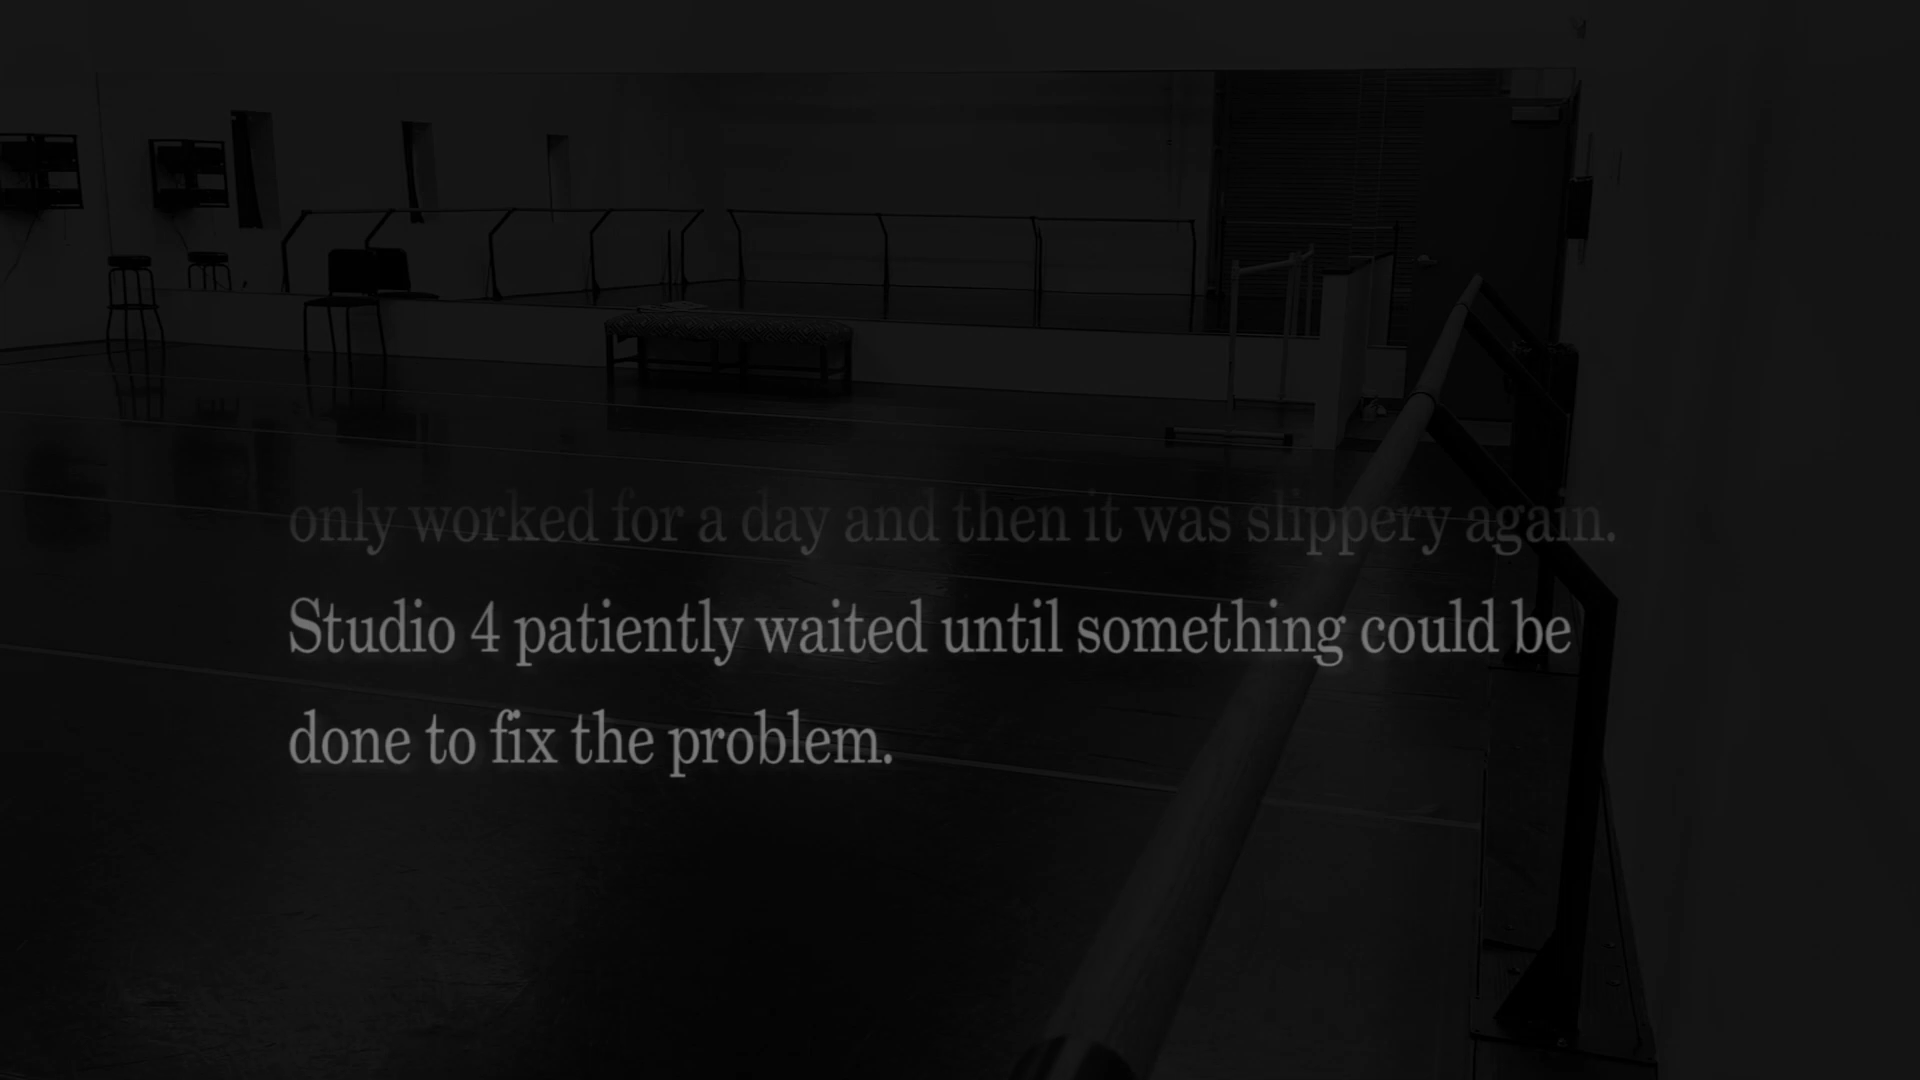 only worked for a day and then it was slippery again.
Studio 4 patiently waited until something could be
done to fix the problem.